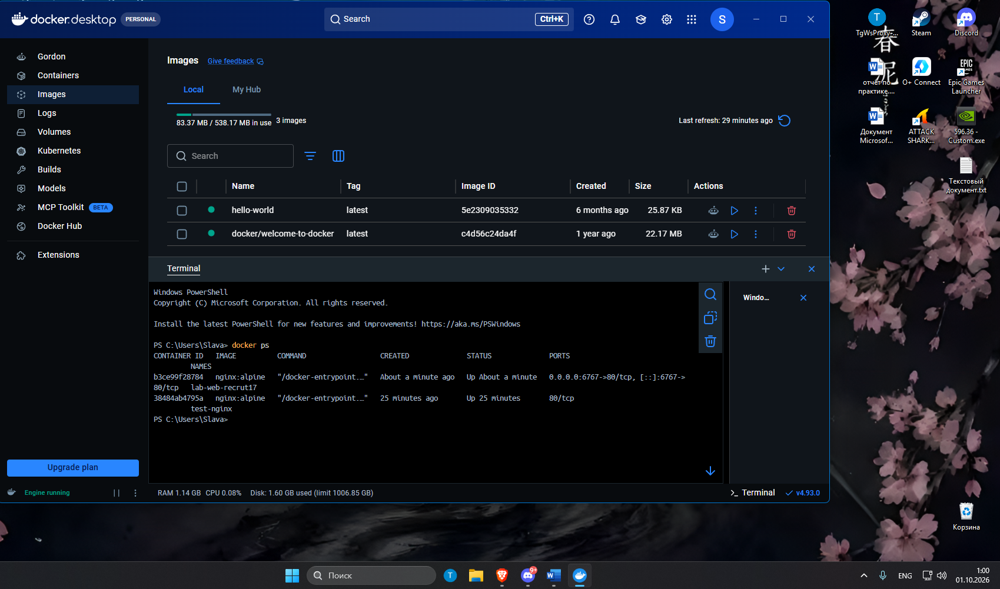 docker.desktop PERSONAL
Search Ctrl+K
S
Gordon
Containers
Images
Logs
Volumes
Kubernetes
Builds
Models
MCP Toolkit BETA
Docker Hub
Extensions
Upgrade plan
Engine running
Images Give feedback
Local My Hub
83.37 MB / 538.17 MB in use 3 images
Last refresh: 29 minutes ago
Search
Name Tag Image ID Created Size Actions
hello-world latest 5e2309035332 6 months ago 25.87 KB
docker/welcome-to-docker latest c4d56c24da4f 1 year ago 22.17 MB
Terminal
Windows PowerShell
Copyright (C) Microsoft Corporation. All rights reserved.
Install the latest PowerShell for new features and improvements! https://aka.ms/PSWindows
PS C:\Users\Slava> docker ps
CONTAINER ID IMAGE COMMAND CREATED STATUS PORTS
NAMES
b3ce99f28784 nginx:alpine "/docker-entrypoint.…" About a minute ago Up About a minute 0.0.0.0:6767->80/tcp, [::]:6767->
80/tcp lab-web-recrut17
38484ab4795a nginx:alpine "/docker-entrypoint.…" 25 minutes ago Up 25 minutes 80/tcp
test-nginx
PS C:\Users\Slava>
Windo...
RAM 1.14 GB CPU 0.08% Disk: 1.60 GB used (limit 1006.85 GB)
Terminal v4.93.0
T
TgWsProxy-...
Steam
Discord
春
泥
W
отчёт по
практике....
O+ Connect
EPIC
GAMES
Epic Games
Launcher
W
Документ
Microsof...
ATTACK
SHARK...
596.36 -
Custom.exe
Текстовый
документ.txt
Корзина
Поиск
T
9+
W
ENG
1:00
01.10.2026